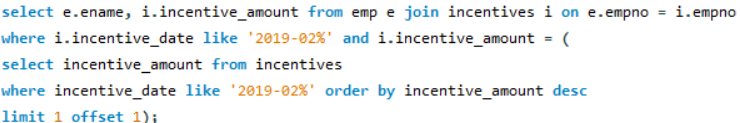 select e.ename, i.incentive_amount from emp e join incentives i on e.empno = i.empno
where i.incentive_date like '2019-02%' and i.incentive_amount = (
select incentive_amount from incentives
where incentive_date like '2019-02%' order by incentive_amount desc
limit 1 offset 1);